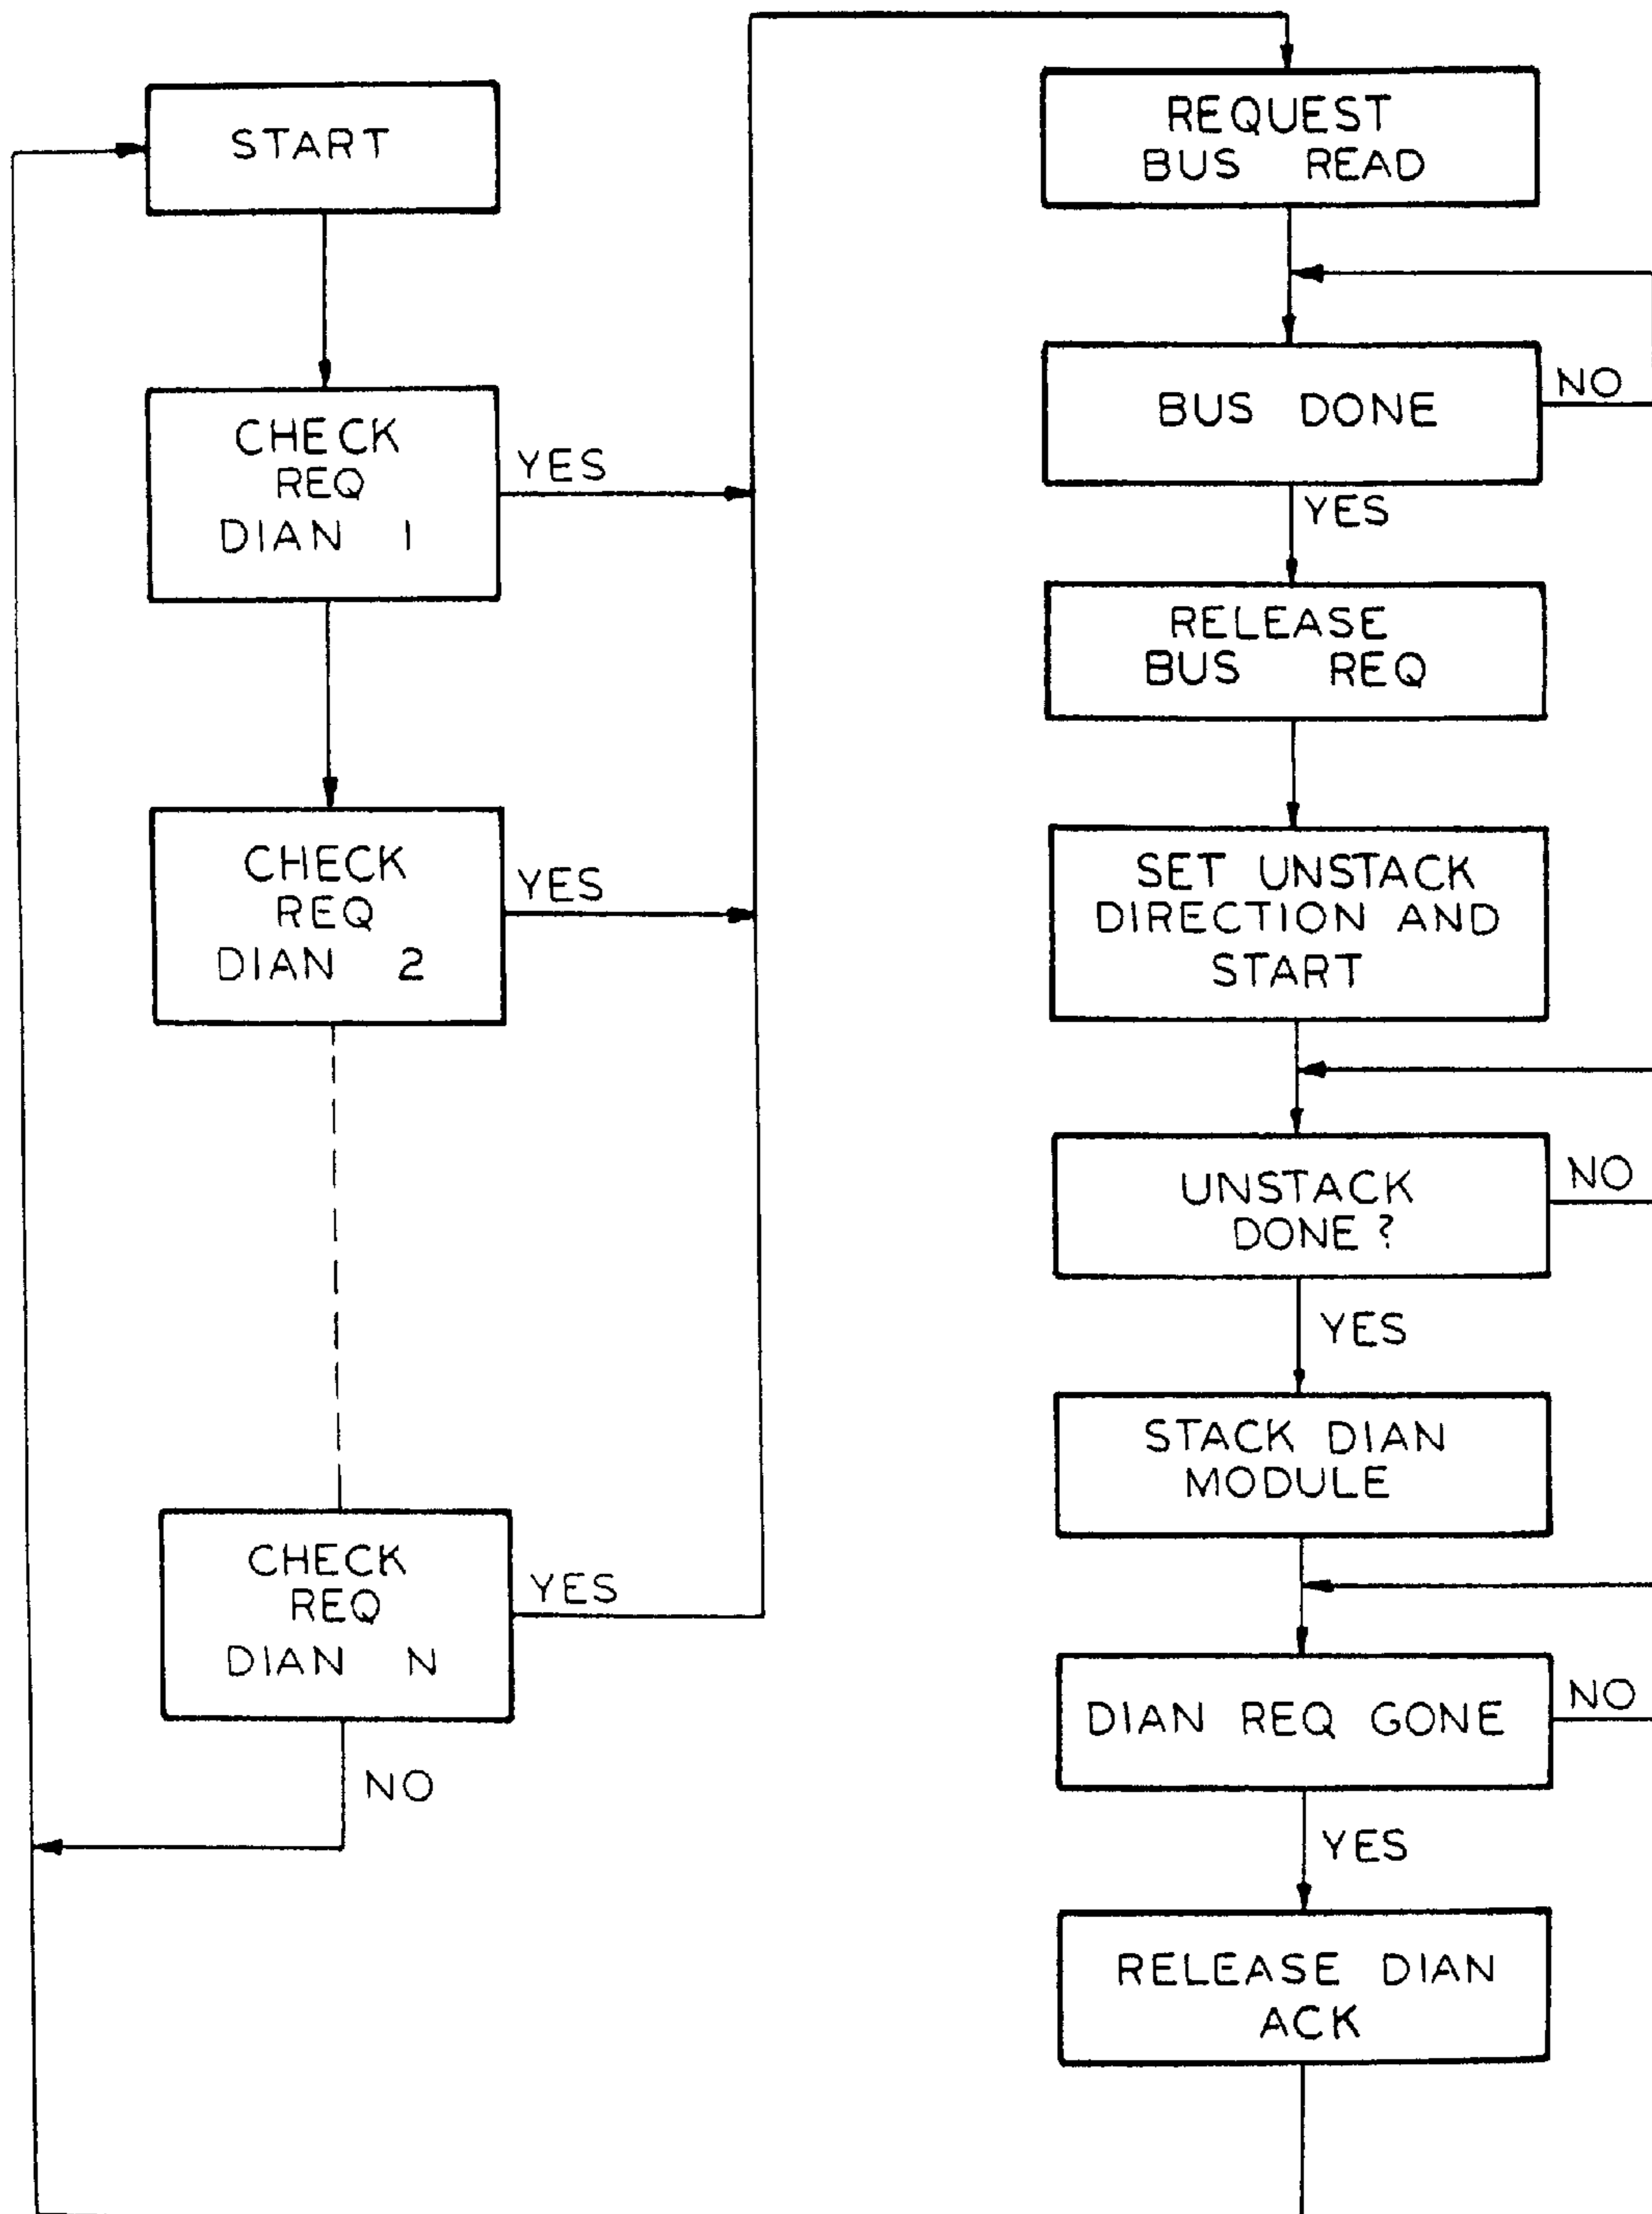 START
CHECK
REQ
DIAN 1
YES
CHECK
REQ
DIAN 2
YES
CHECK
REQ
DIAN N
YES
NO
REQUEST
BUS READ
BUS DONE
NO
YES
RELEASE
BUS REQ
SET UNSTACK
DIRECTION AND
START
UNSTACK
DONE?
NO
YES
STACK DIAN
MODULE
DIAN REQ GONE
NO
YES
RELEASE DIAN
ACK